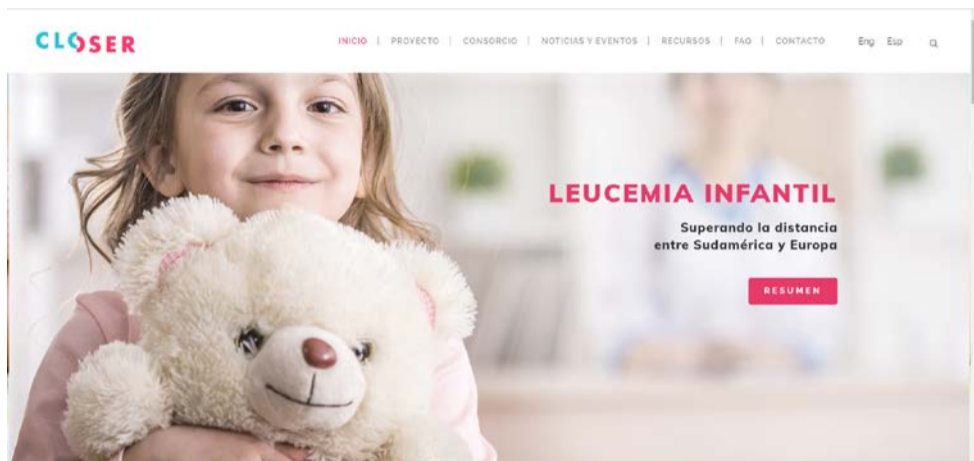 CLOSER
INICIO | PROYECTO | CONSORCIO | NOTICIAS Y EVENTOS | RECURSOS | FAQ | CONTACTO Eng Esp
LEUCEMIA INFANTIL
Superando la distancia
entre Sudamérica y Europa
RESUMEN